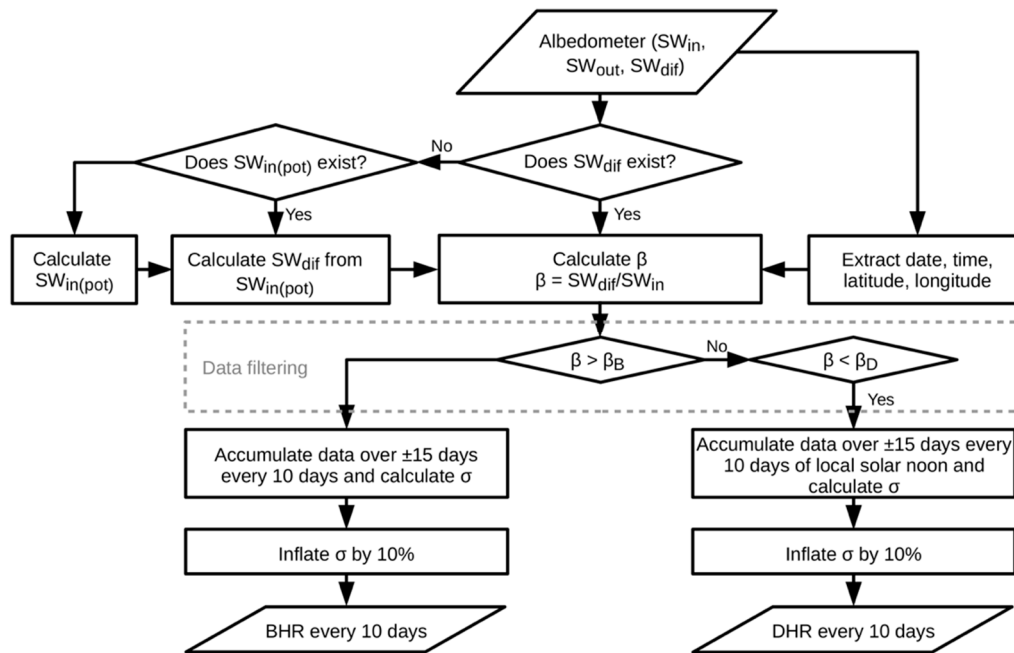 Albedometer (SWin,
SWout, SWdif)
Does SWdif exist?
No
Does SWin(pot) exist?
Yes
Yes
Calculate
SWin(pot)
Calculate SWdif from
SWin(pot)
Calculate β
β = SWdif/SWin
Extract date, time,
latitude, longitude
Data filtering
β > βB
No
β < βD
Yes
Accumulate data over ±15 days
every 10 days and calculate σ
Accumulate data over ±15 days every
10 days of local solar noon and
calculate σ
Inflate σ by 10%
Inflate σ by 10%
BHR every 10 days
DHR every 10 days